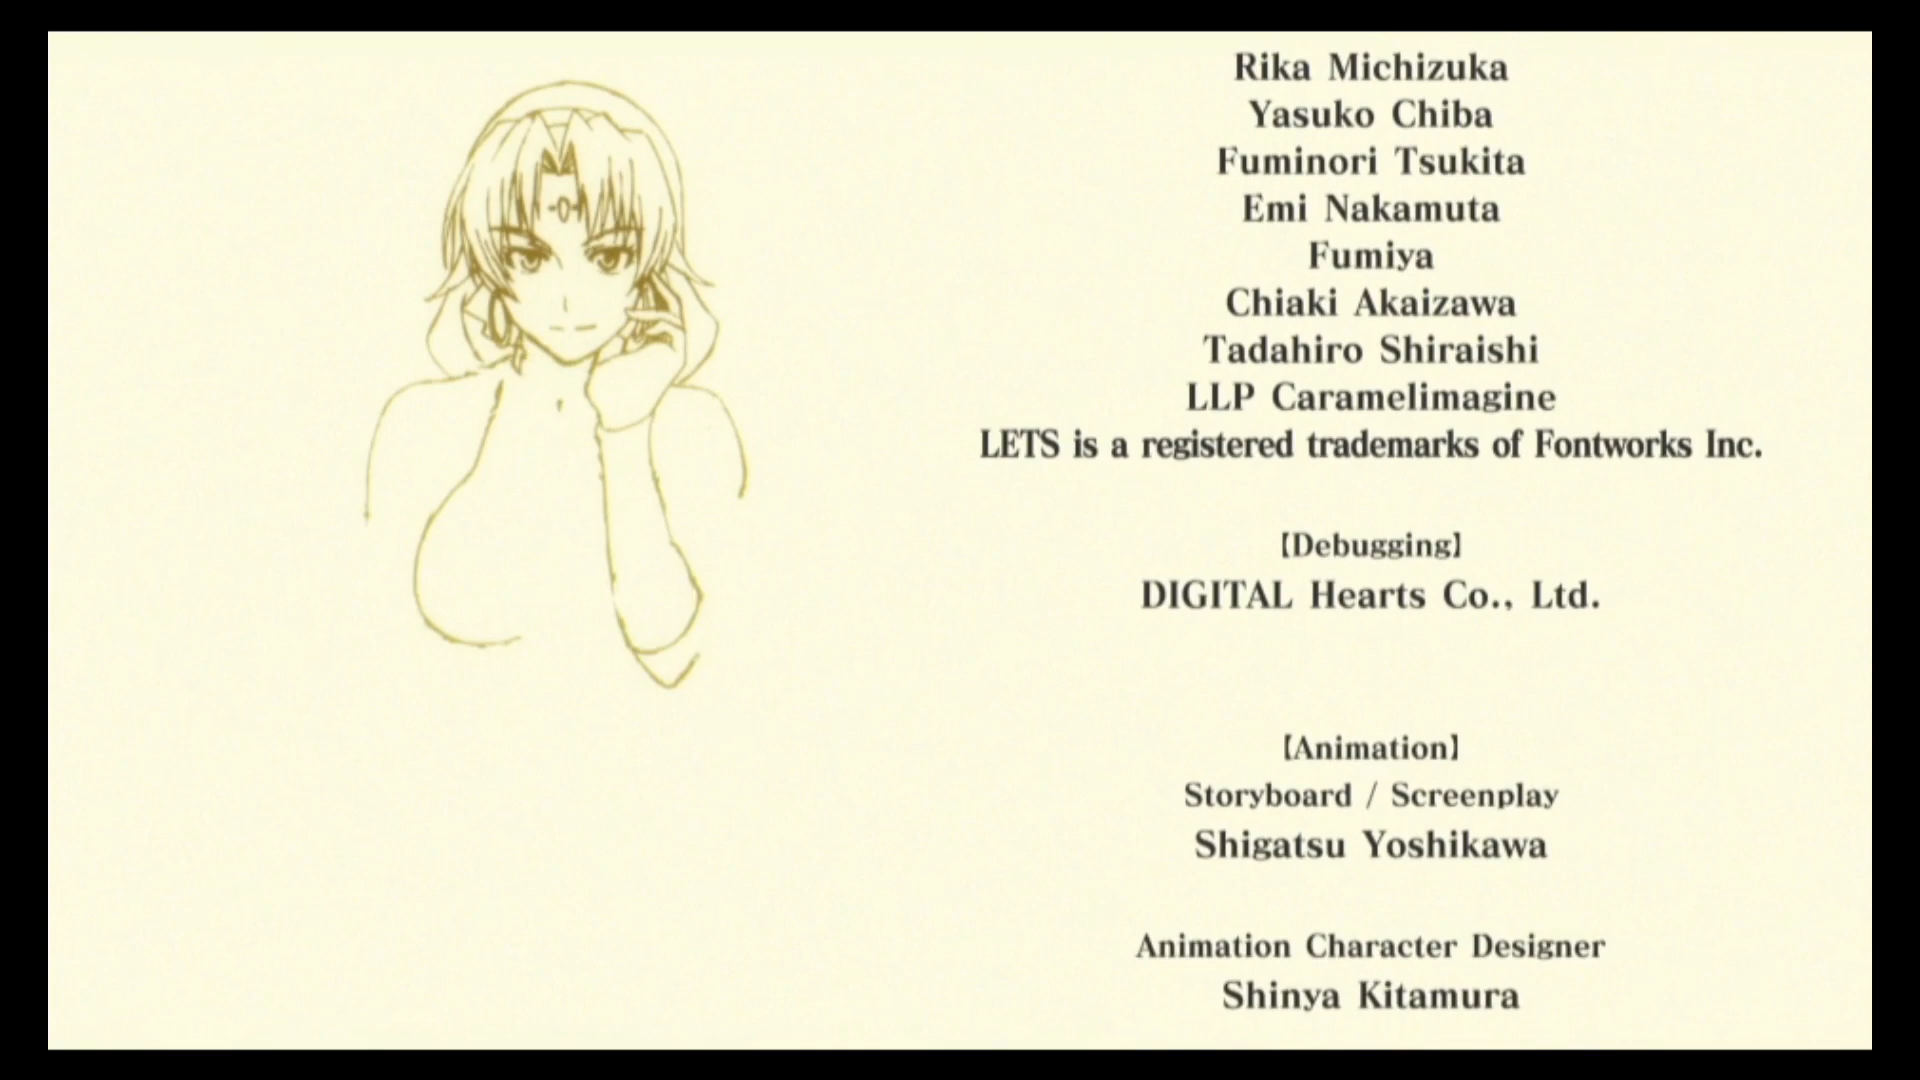 Rika Michizuka
Yasuko Chiba
Fuminori Tsukita
Emi Nakamuta
Fumiya
Chiaki Akaizawa
Tadahiro Shiraishi
LLP Caramelimagine
LETS is a registered trademarks of Fontworks Inc.
【Debugging】
DIGITAL Hearts Co., Ltd.
【Animation】
Storyboard / Screenplay
Shigatsu Yoshikawa
Animation Character Designer
Shinya Kitamura